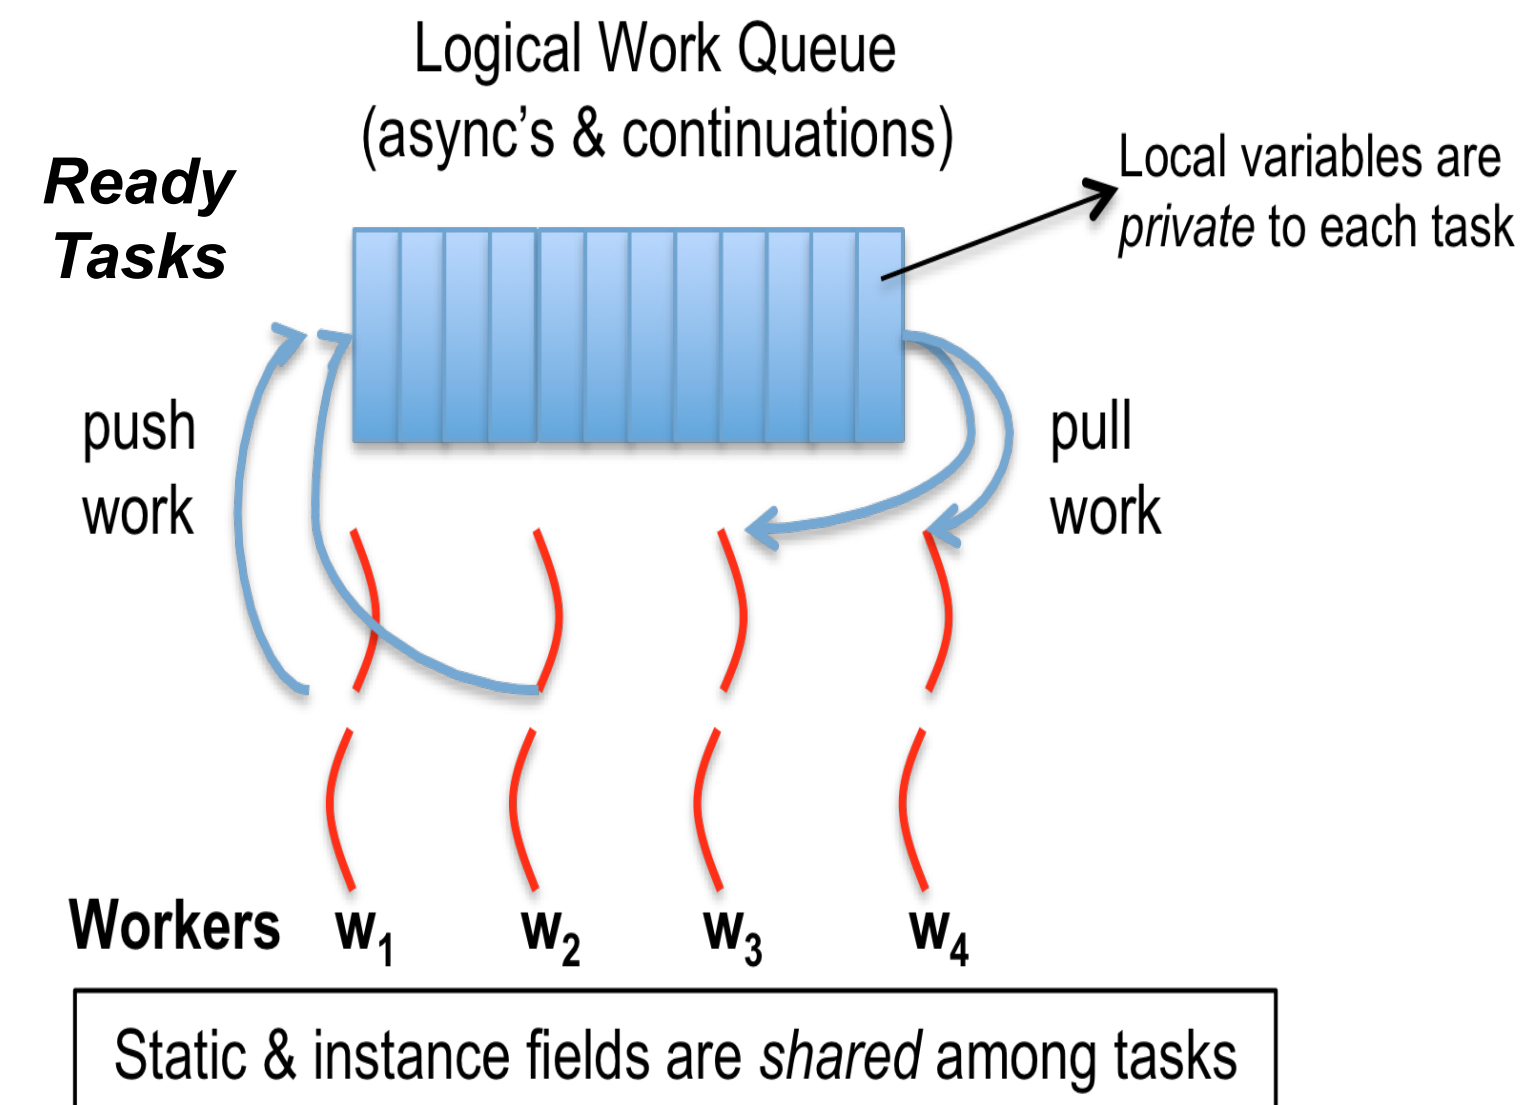 Logical Work Queue
(async’s & continuations)
Ready
Tasks
Local variables are
private to each task
push
work
pull
work
Workers w₁ w₂ w₃ w₄
Static & instance fields are shared among tasks